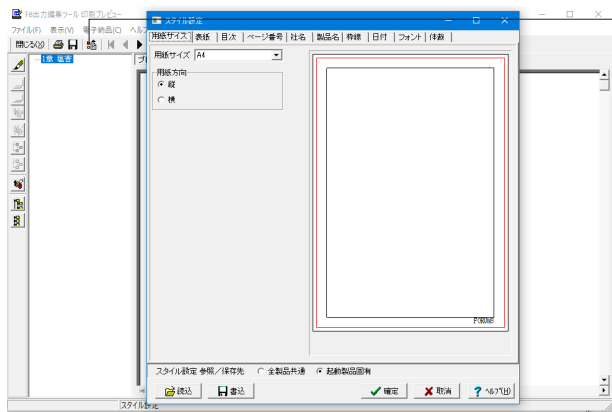 F8出力編集ツール 印刷プレビュー
ファイル(F) 表示(V) 電子納品(C) ヘル
閉じる(X)
1章 塩害
プ
スタイル設定
用紙サイズ 表紙 目次 ページ番号 社名 製品名 枠線 日付 フォント 体裁
用紙サイズ A4
用紙方向
縦
横
FORUM8
スタイル設定 参照/保存先 全製品共通 起動製品固有
読込 書込 確定 取消 ヘルプ(H)
スタイル設定